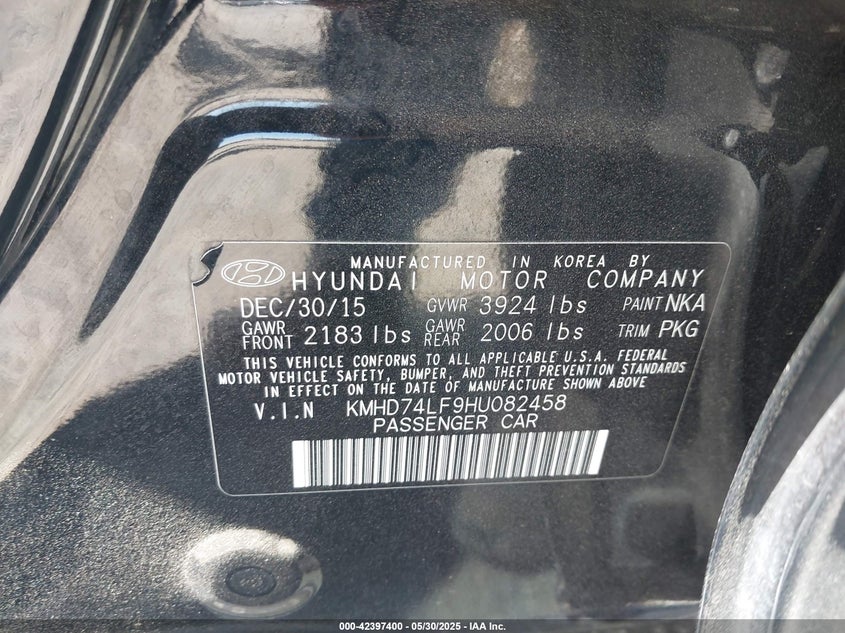 MANUFACTURED IN KOREA BY
HYUNDAI MOTOR COMPANY
DEC/30/15 GVWR 3924 lbs PAINT NKA
GAWR FRONT 2183 lbs GAWR REAR 2006 lbs TRIM PKG
THIS VEHICLE CONFORMS TO ALL APPLICABLE U.S.A. FEDERAL
MOTOR VEHICLE SAFETY, BUMPER, AND THEFT PREVENTION STANDARDS
IN EFFECT ON THE DATE OF MANUFACTURE SHOWN ABOVE
V.I.N KMHD74LF9HU082458
PASSENGER CAR
000-42397400 — 05/30/2025 — IAA Inc.